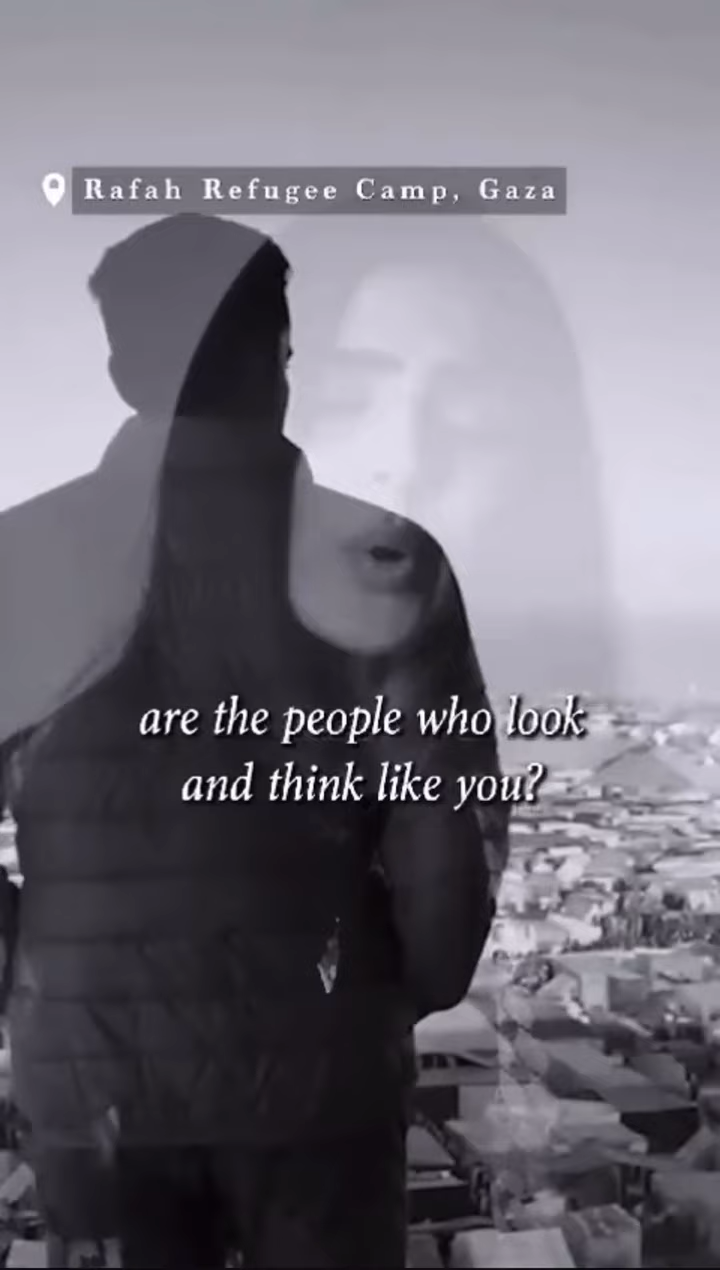 Rafah Refugee Camp, Gaza
are the people who look
and think like you?